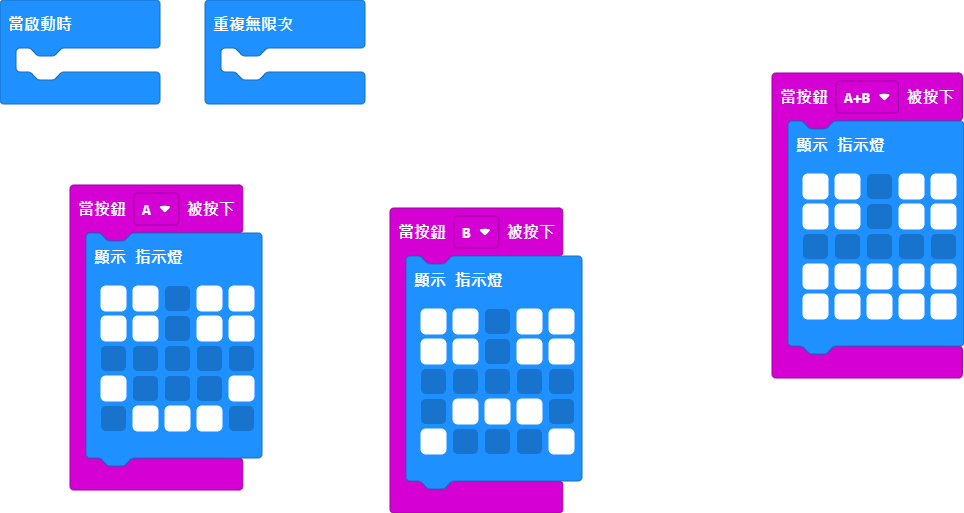 當啟動時
重複無限次
當按鈕 A 被按下
顯示 指示燈
當按鈕 B 被按下
顯示 指示燈
當按鈕 A+B 被按下
顯示 指示燈